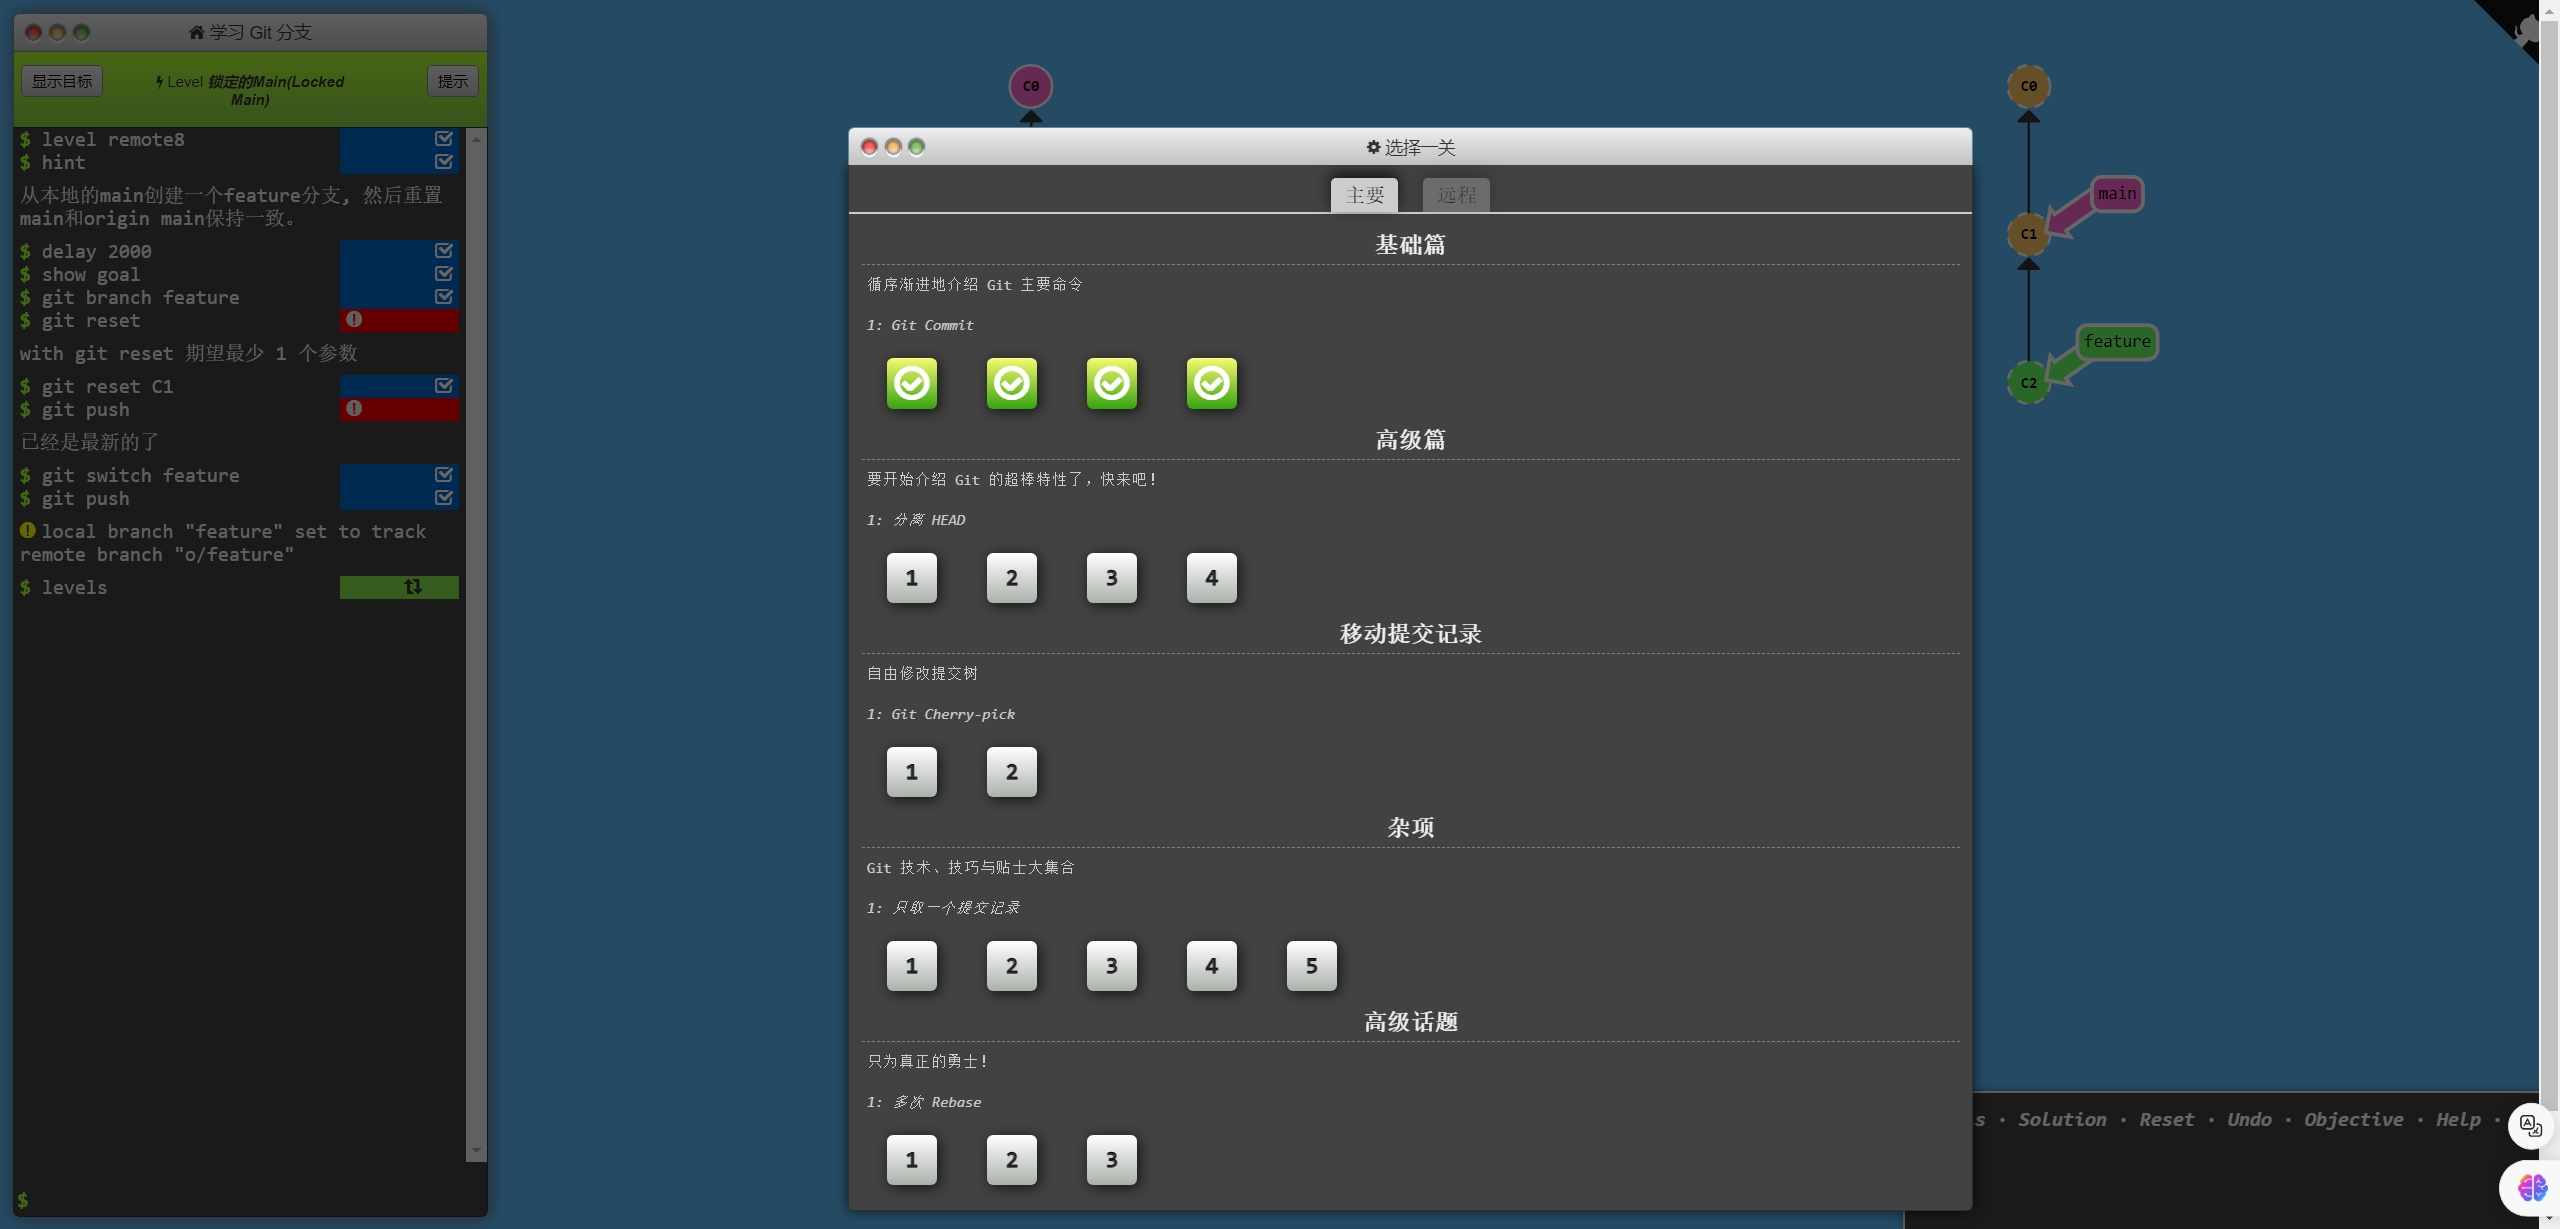 学习 Git 分支
显示目标
Level 锁定的Main(Locked
Main)
提示
$ level remote8
$ hint
从本地的main创建一个feature分支, 然后重置
main和origin main保持一致。
$ delay 2000
$ show goal
$ git branch feature
$ git reset
with git reset 期望最少 1 个参数
$ git reset C1
$ git push
已经是最新的了
$ git switch feature
$ git push
local branch "feature" set to track
remote branch "o/feature"
$ levels
$
C0
选择一关
主要 远程
基础篇
循序渐进地介绍 Git 主要命令
1: Git Commit
高级篇
要开始介绍 Git 的超棒特性了，快来吧！
1: 分离 HEAD
1 2 3 4
移动提交记录
自由修改提交树
1: Git Cherry-pick
1 2
杂项
Git 技术、技巧与贴士大集合
1: 只取一个提交记录
1 2 3 4 5
高级话题
只为真正的勇士！
1: 多次 Rebase
1 2 3
C0
main
C1
feature
C2
s · Solution · Reset · Undo · Objective · Help ·